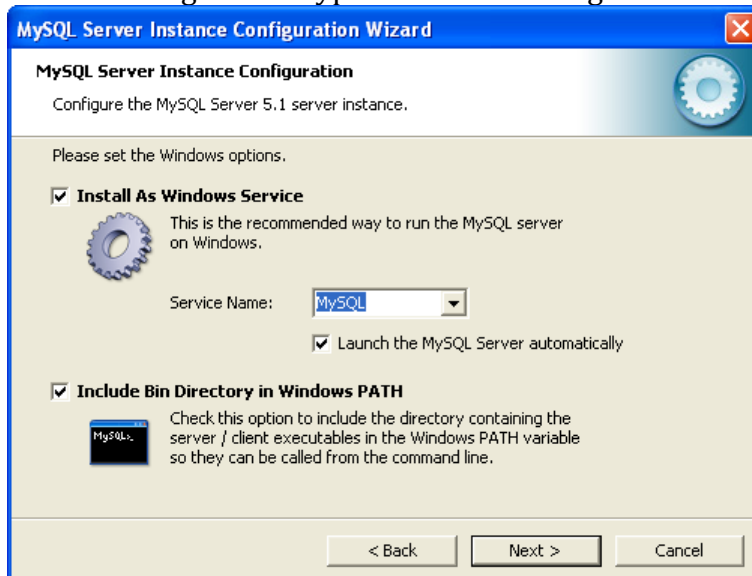 MySQL Server Instance Configuration Wizard
MySQL Server Instance Configuration
Configure the MySQL Server 5.1 server instance.
Please set the Windows options.
Install As Windows Service
This is the recommended way to run the MySQL server
on Windows.
Service Name: MySQL
Launch the MySQL Server automatically
Include Bin Directory in Windows PATH
Check this option to include the directory containing the
server / client executables in the Windows PATH variable
so they can be called from the command line.
MySQL>_
< Back Next > Cancel